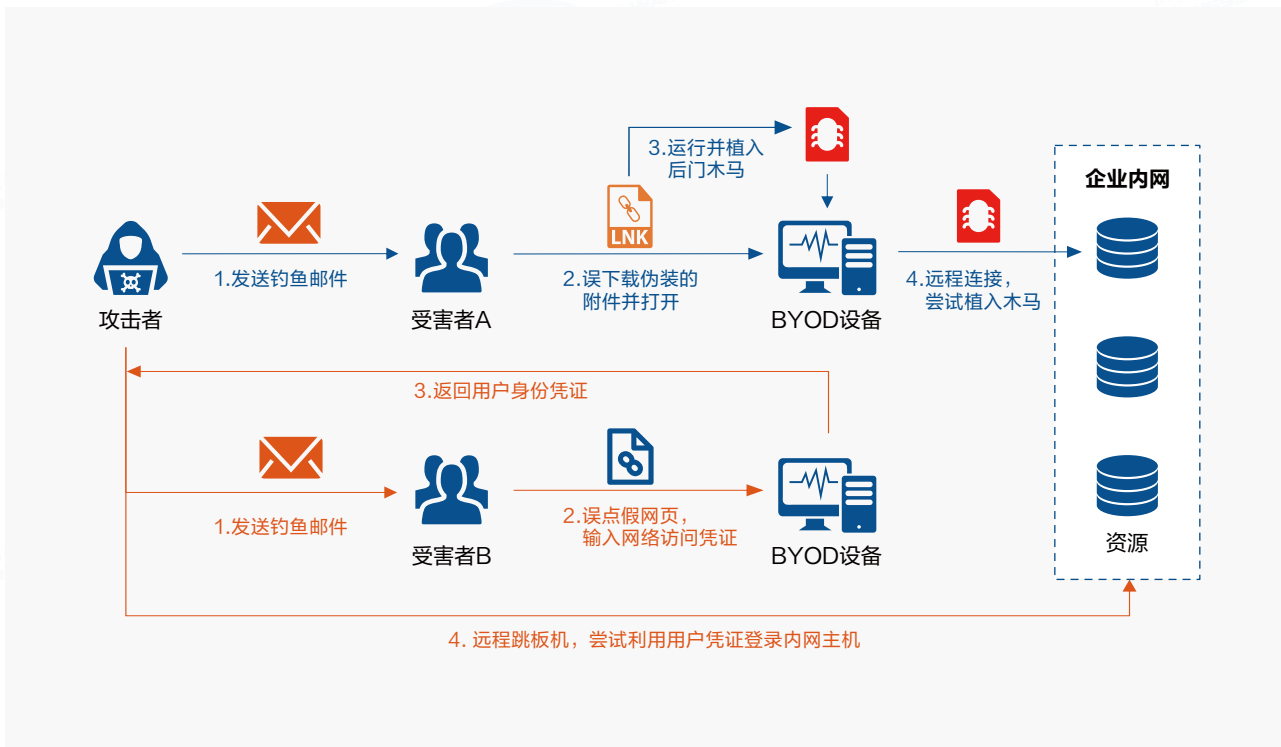 3.运行并植入
后门木马
企业内网
LNK
1.发送钓鱼邮件
2.误下载伪装的
附件并打开
4.远程连接，
尝试植入木马
攻击者
受害者A
BYOD设备
3.返回用户身份凭证
1.发送钓鱼邮件
2.误点假网页，
输入网络访问凭证
受害者B
BYOD设备
资源
4. 远程跳板机，尝试利用用户凭证登录内网主机